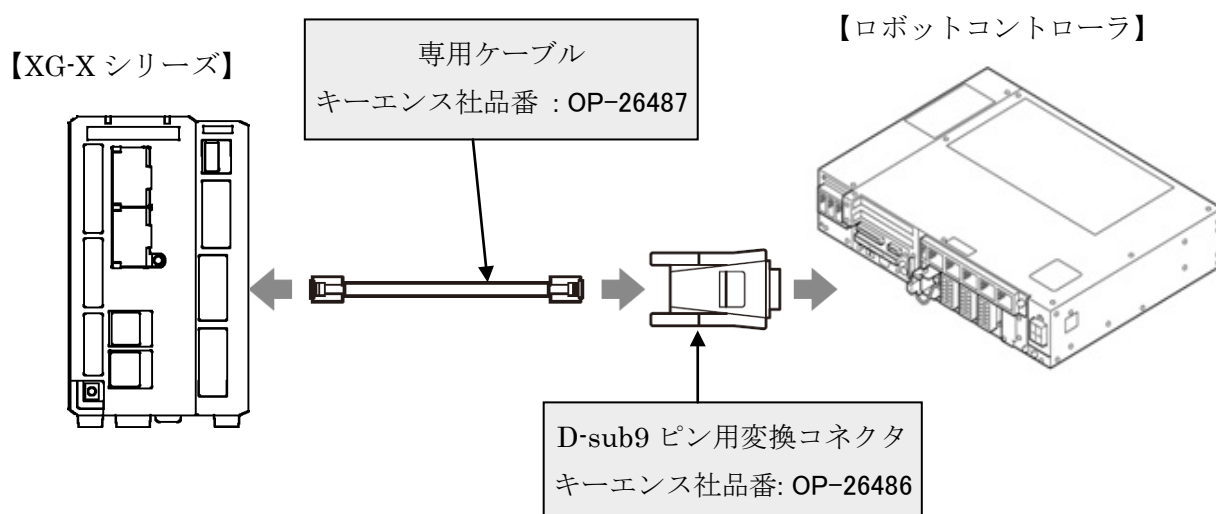 【ロボットコントローラ】
【XG-X シリーズ】
専用ケーブル
キーエンス社品番 : OP-26487
D-sub9 ピン用変換コネクタ
キーエンス社品番: OP-26486